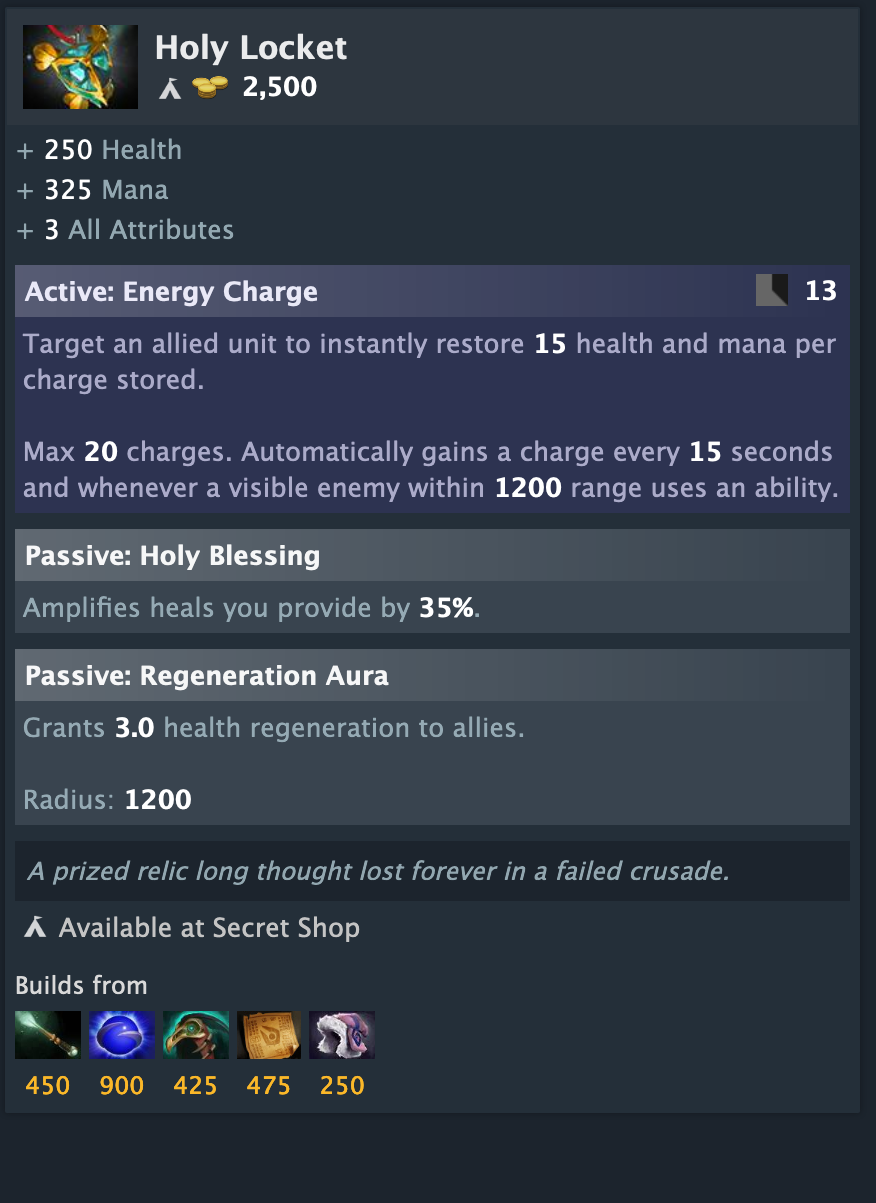 Holy Locket
2,500
+ 250 Health
+ 325 Mana
+ 3 All Attributes
Active: Energy Charge 13
Target an allied unit to instantly restore 15 health and mana per
charge stored.
Max 20 charges. Automatically gains a charge every 15 seconds
and whenever a visible enemy within 1200 range uses an ability.
Passive: Holy Blessing
Amplifies heals you provide by 35%.
Passive: Regeneration Aura
Grants 3.0 health regeneration to allies.
Radius: 1200
A prized relic long thought lost forever in a failed crusade.
Available at Secret Shop
Builds from
450 900 425 475 250